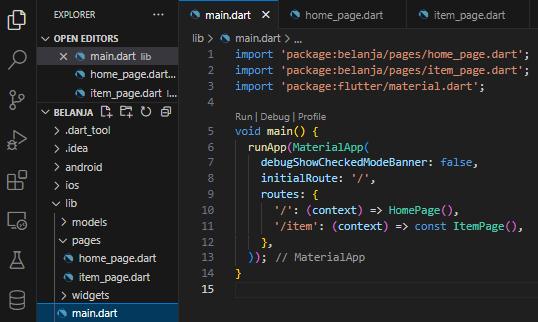 EXPLORER
OPEN EDITORS
main.dart lib
home_page.dart...
item_page.dart l...
BELANJA
.dart_tool
.idea
android
ios
lib
models
pages
home_page.dart
item_page.dart
widgets
main.dart
main.dart
home_page.dart
item_page.dart
lib > main.dart > ...
1 import 'package:belanja/pages/home_page.dart';
2 import 'package:belanja/pages/item_page.dart';
3 import 'package:flutter/material.dart';
4
Run | Debug | Profile
5 void main() {
6 runApp(MaterialApp(
7 debugShowCheckedModeBanner: false,
8 initialRoute: '/',
9 routes: {
10 '/': (context) => HomePage(),
11 '/item': (context) => const ItemPage(),
12 },
13 )); // MaterialApp
14 }
15